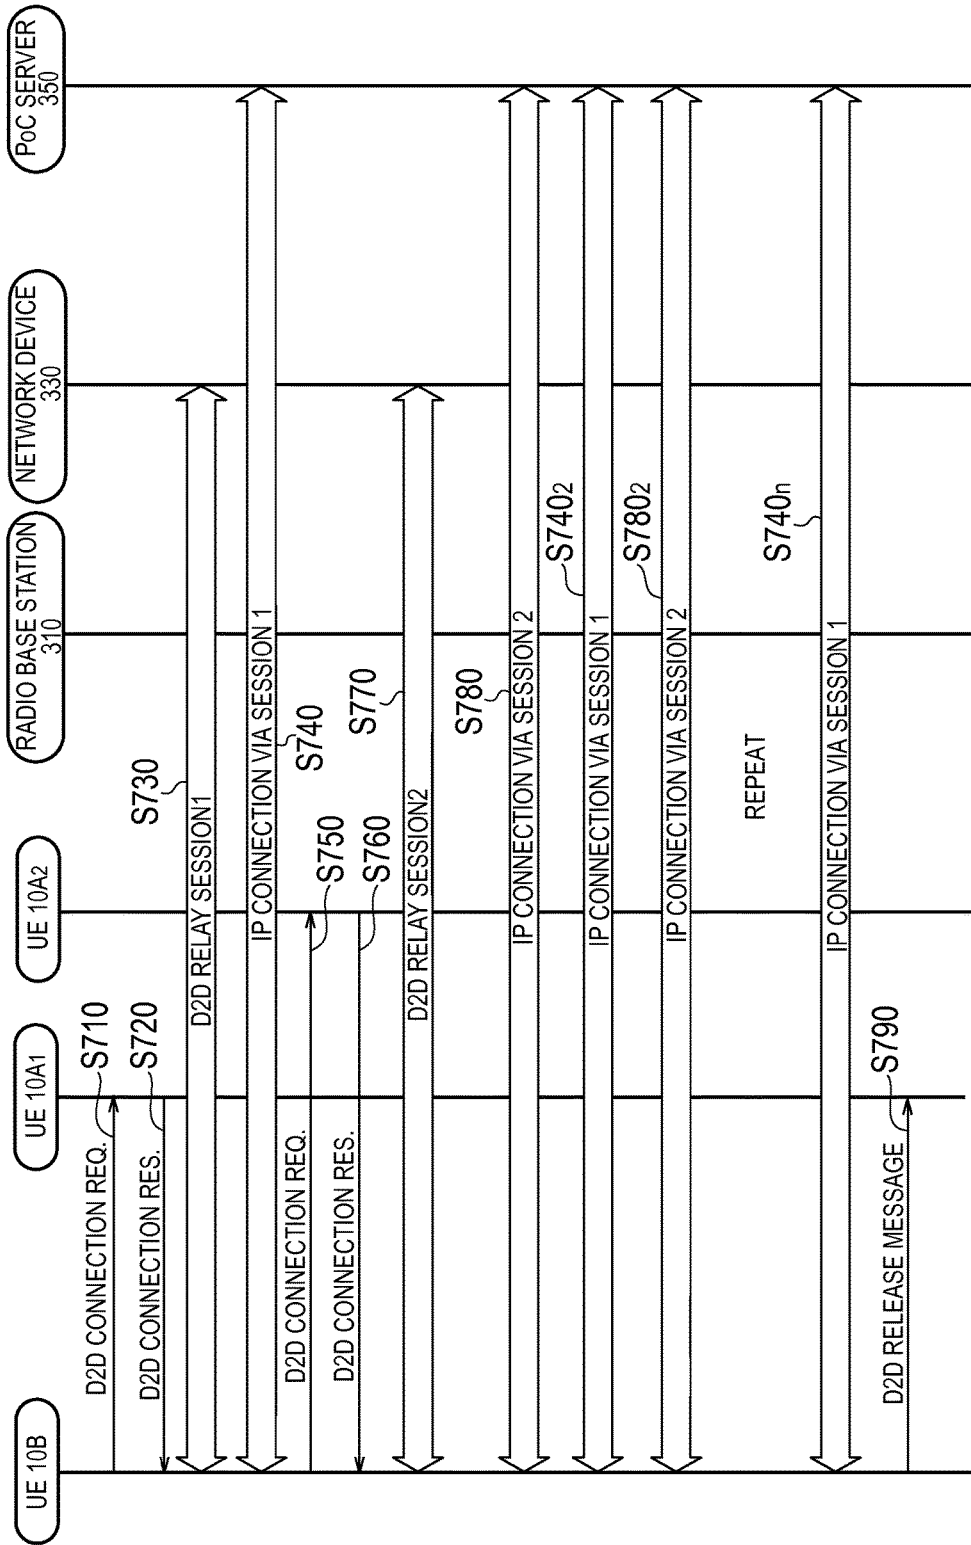 UE 10B
UE 10A1
UE 10A2
RADIO BASE STATION
310
NETWORK DEVICE
330
PoC SERVER
350
D2D CONNECTION REQ.
S710
D2D CONNECTION RES.
S720
D2D RELAY SESSION1
S730
IP CONNECTION VIA SESSION 1
S740
D2D CONNECTION REQ.
S750
D2D CONNECTION RES.
S760
D2D RELAY SESSION2
S770
IP CONNECTION VIA SESSION 2
S780
IP CONNECTION VIA SESSION 1
S7402
IP CONNECTION VIA SESSION 2
S7802
REPEAT
IP CONNECTION VIA SESSION 1
S740n
D2D RELEASE MESSAGE
S790